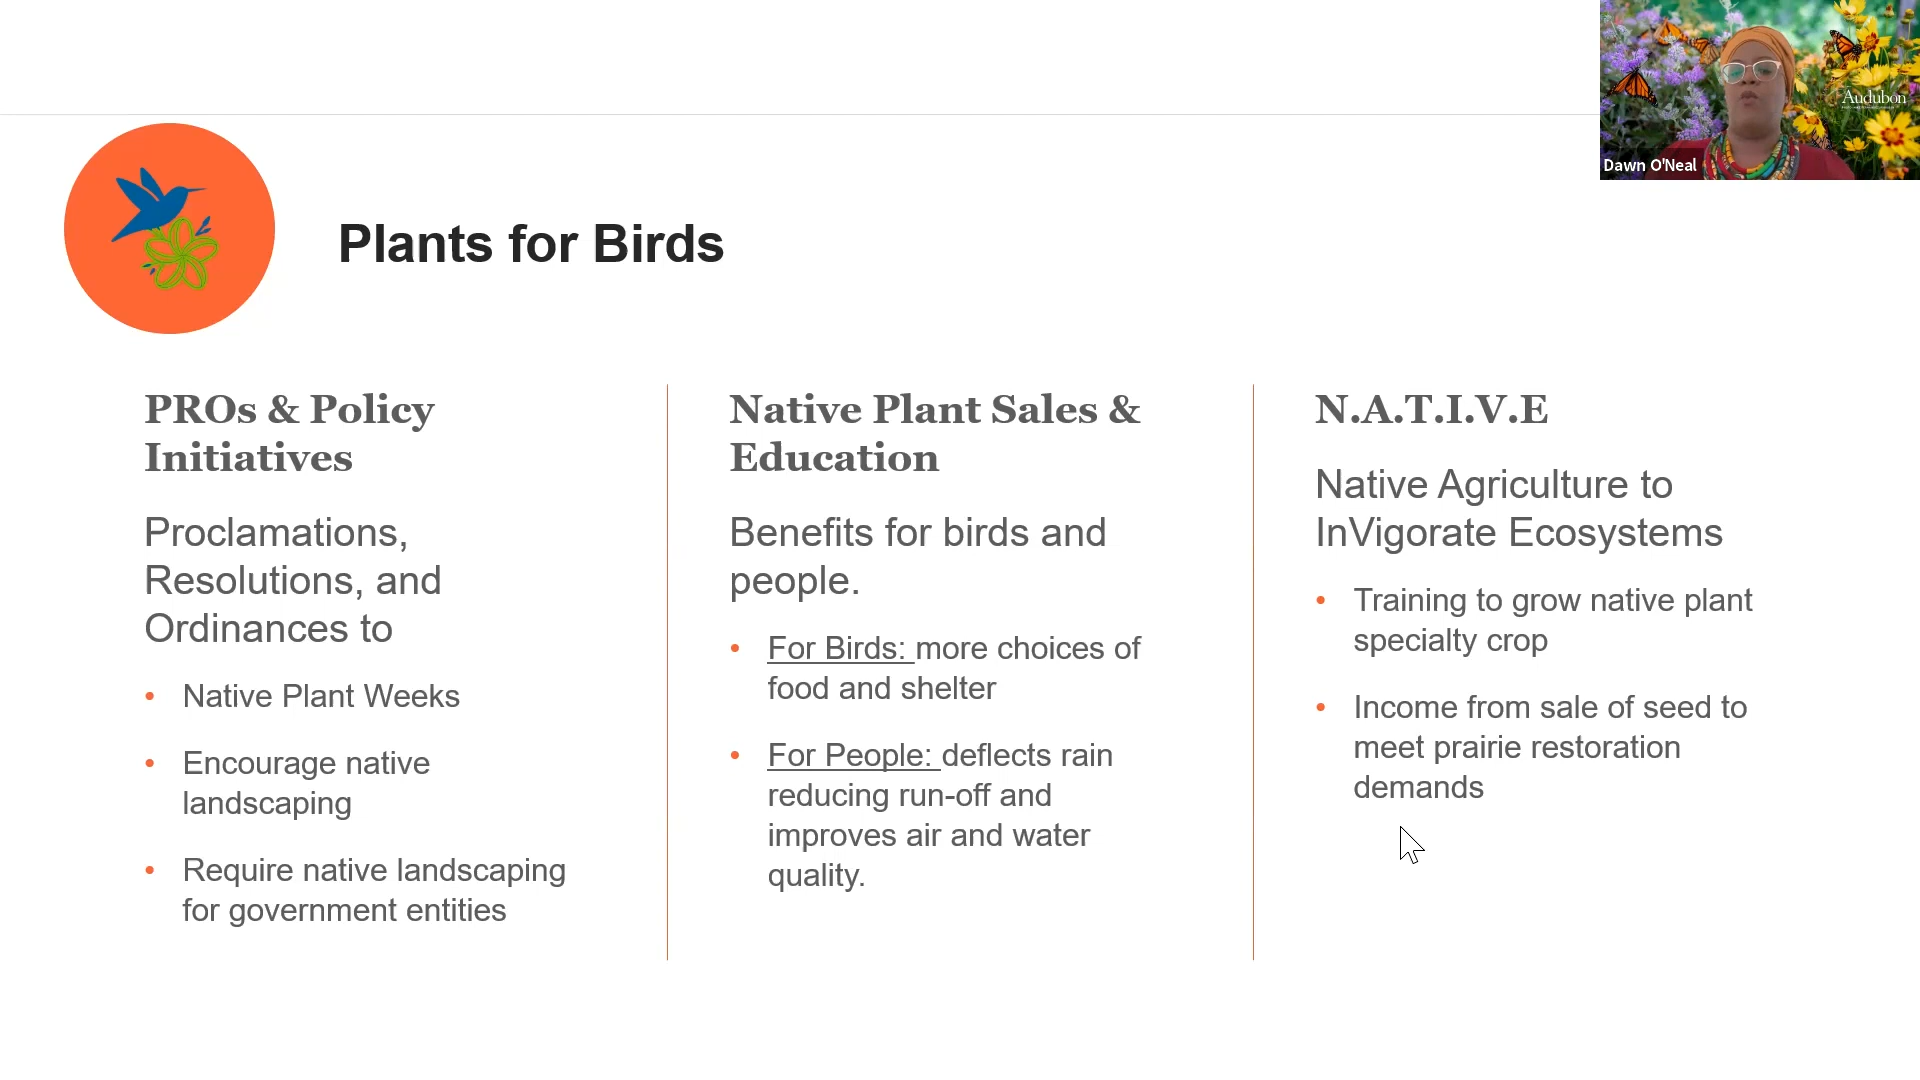 Audubon
Dawn O'Neal
Plants for Birds
PROs & Policy
Initiatives
Proclamations,
Resolutions, and
Ordinances to
• Native Plant Weeks
• Encourage native
landscaping
• Require native landscaping
for government entities
Native Plant Sales &
Education
Benefits for birds and
people.
• For Birds: more choices of
food and shelter
• For People: deflects rain
reducing run-off and
improves air and water
quality.
N.A.T.I.V.E
Native Agriculture to
InVigorate Ecosystems
• Training to grow native plant
specialty crop
• Income from sale of seed to
meet prairie restoration
demands